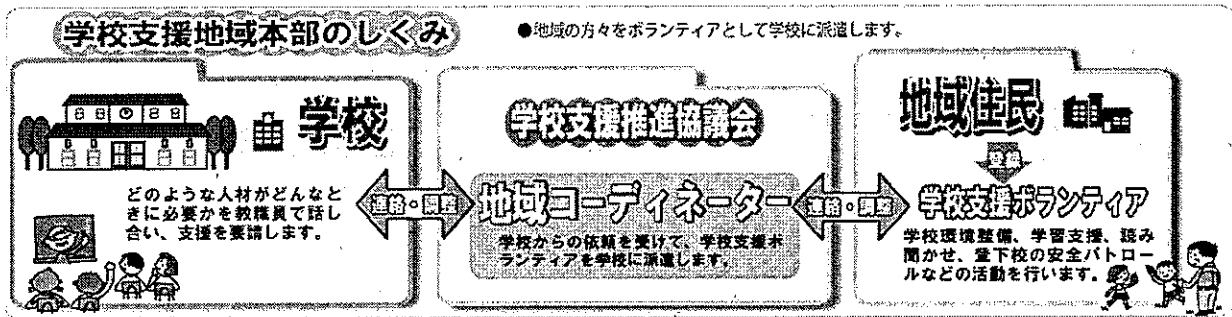 学校支援地域本部のしくみ
●地域の方々をボランティアとして学校に派遣します。
学校
どのような人材がどんなと
きに必要かを教職員で話し
合い、支援を要請します。
連絡・調整
学校支援推進協議会
地域コーディネーター
学校からの依頼を受けて、学校支援ボ
ランティアを学校に派遣します。
連絡・調整
地域住民
登録
学校支援ボランティア
学校環境整備、学習支援、読み
聞かせ、登下校の安全パトロー
ルなどの活動を行います。